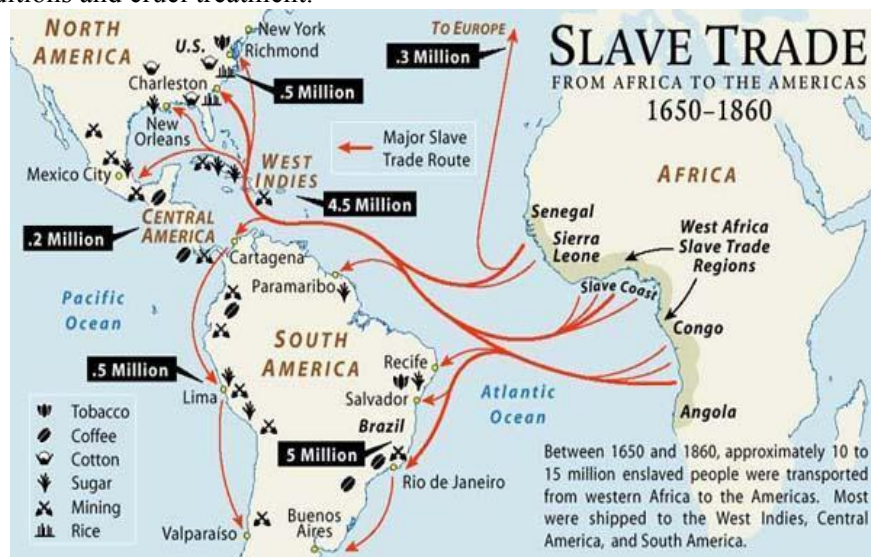 uditions and cruel treatment.
SLAVE TRADE
FROM AFRICA TO THE AMERICAS
1650–1860
NORTH
AMERICA
U.S.
New York
Richmond
Charleston
.5 Million
New
Orleans
Mexico City
WEST
INDIES
4.5 Million
CENTRAL
AMERICA
.2 Million
TO EUROPE
.3 Million
Major Slave
Trade Route
AFRICA
Senegal
Sierra
Leone
West Africa
Slave Trade
Regions
Slave Coast
Congo
Angola
Cartagena
Paramaribo
Pacific
Ocean
SOUTH
AMERICA
.5 Million
Lima
Recife
Salvador
Brazil
5 Million
Rio de Janeiro
Atlantic
Ocean
Valparaíso
Buenos
Aires
Tobacco
Coffee
Cotton
Sugar
Mining
Rice
Between 1650 and 1860, approximately 10 to
15 million enslaved people were transported
from western Africa to the Americas. Most
were shipped to the West Indies, Central
America, and South America.